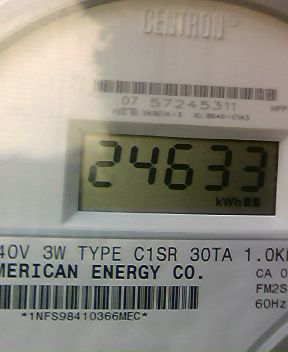 CENTRON
07 57245311
24633
kWh
40V 3W TYPE C1SR 30TA 1.0K
MERICAN ENERGY CO.
CA 0
FM2S
60Hz
*1NFS98410366MEC*